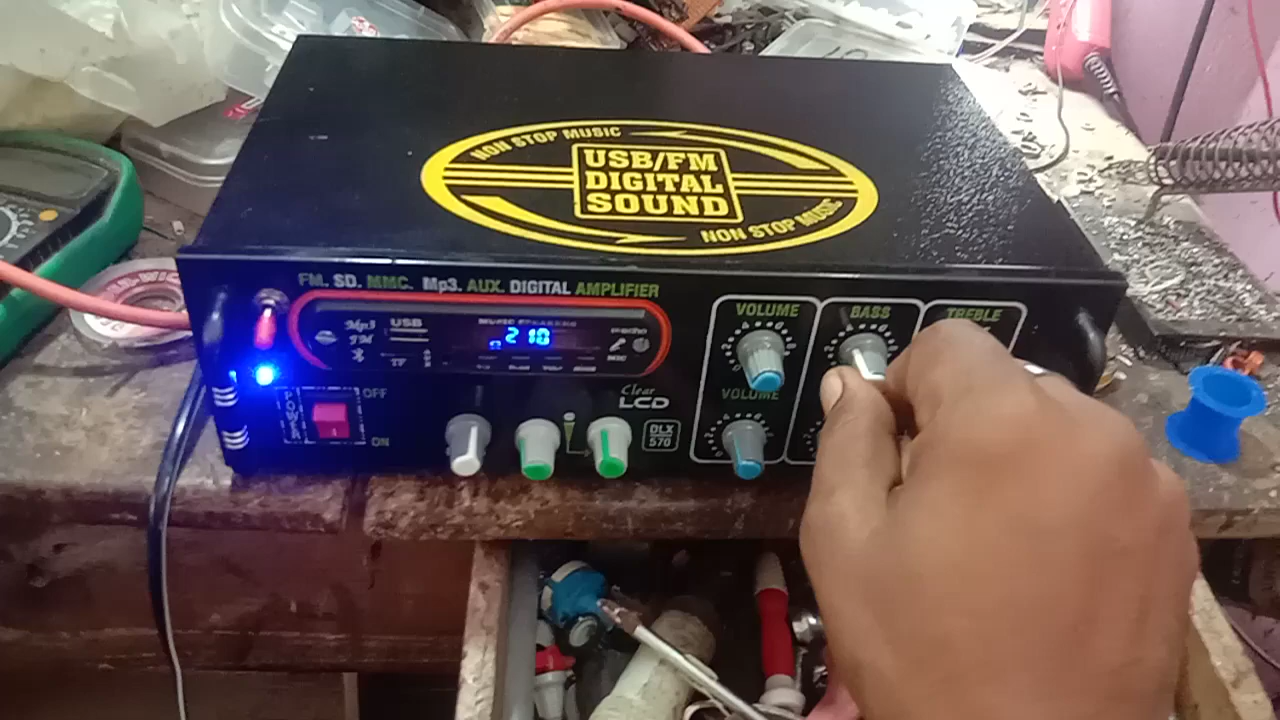 NON STOP MUSIC
USB/FM
DIGITAL
SOUND
NON STOP MUSIC
FM. SD. MMC. Mp3. AUX. DIGITAL AMPLIFIER
Mp3
FM
USB
210
MIC
VOLUME
BASS
TREBLE
VOLUME
POWER
OFF
ON
Clear
LCD
DLX
570